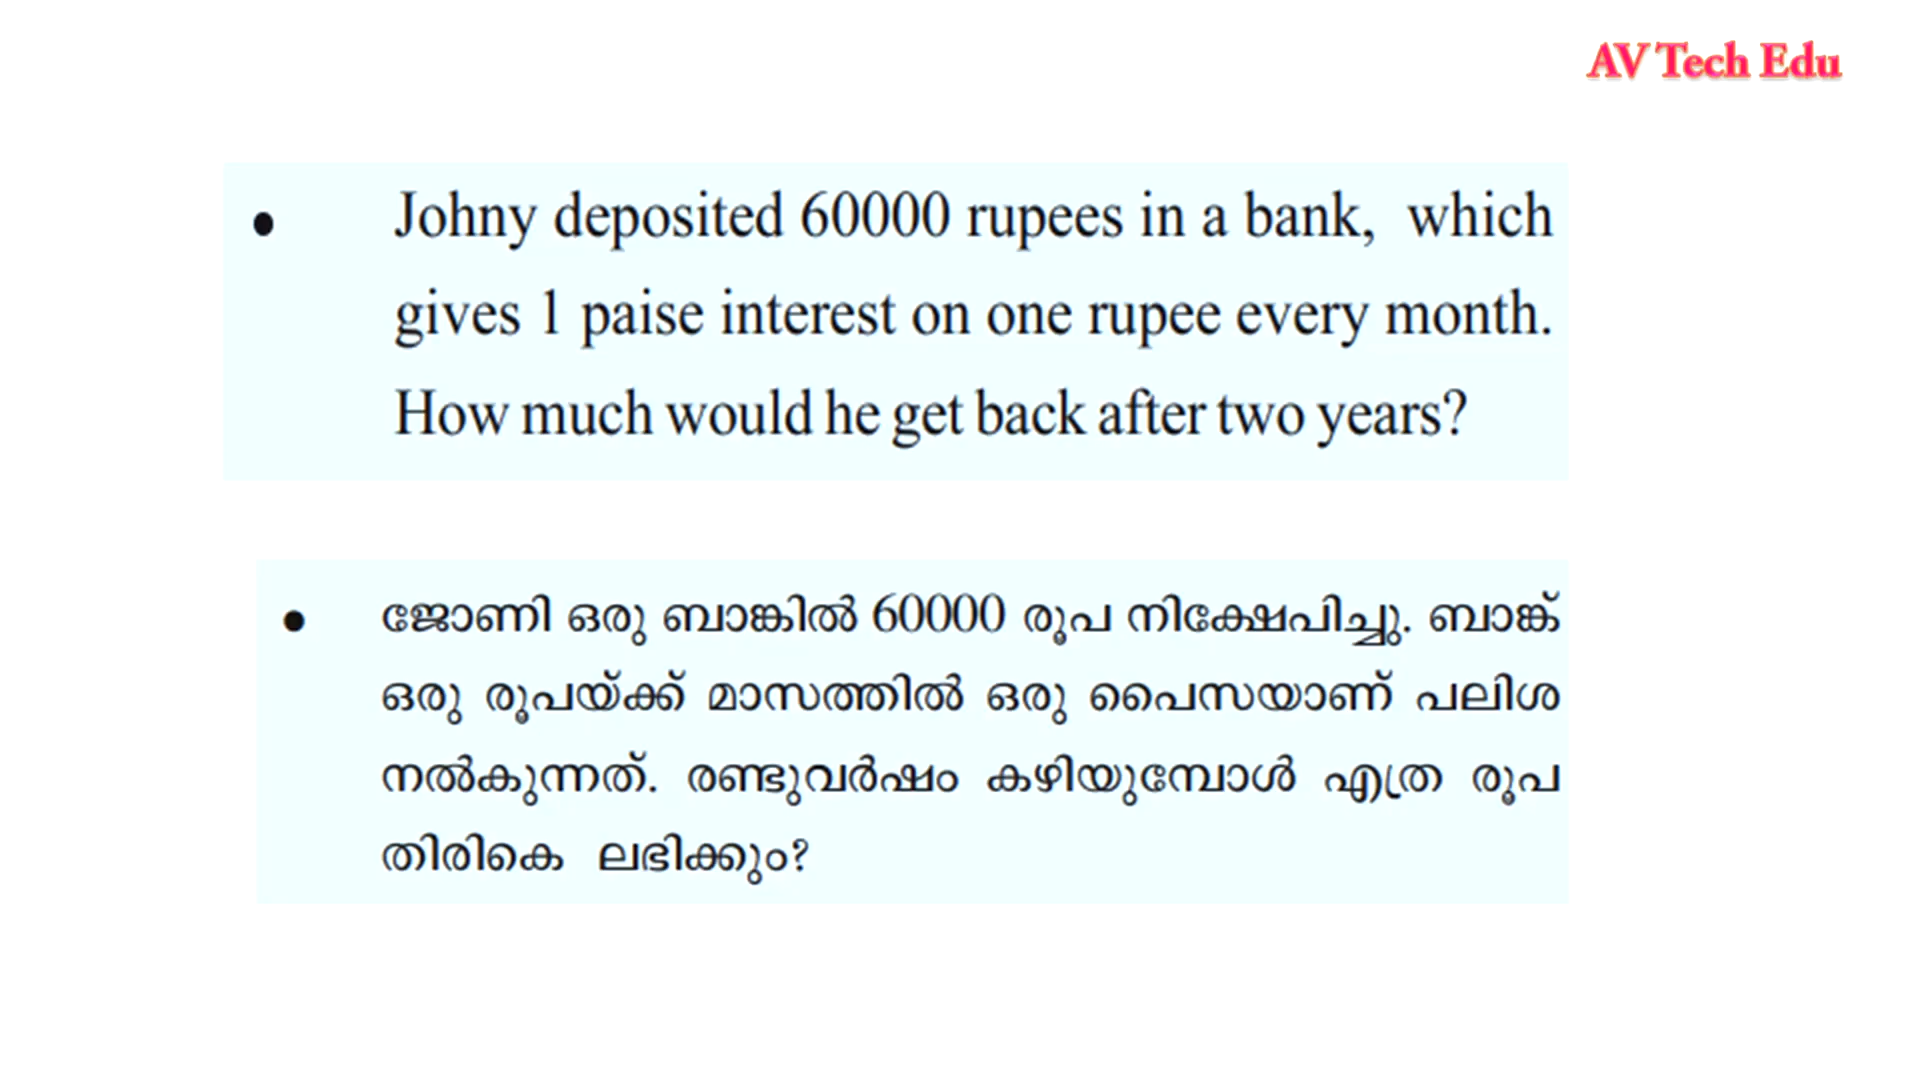 AV Tech Edu
• Johny deposited 60000 rupees in a bank, which
gives 1 paise interest on one rupee every month.
How much would he get back after two years?
• ജോണി ഒരു ബാങ്കിൽ 60000 രൂപ നിക്ഷേപിച്ചു. ബാങ്ക്
ഒരു രൂപയ്ക്ക് മാസത്തിൽ ഒരു പൈസയാണ് പലിശ
നൽകുന്നത്. രണ്ടുവർഷം കഴിയുമ്പോൾ എത്ര രൂപ
തിരികെ ലഭിക്കും?